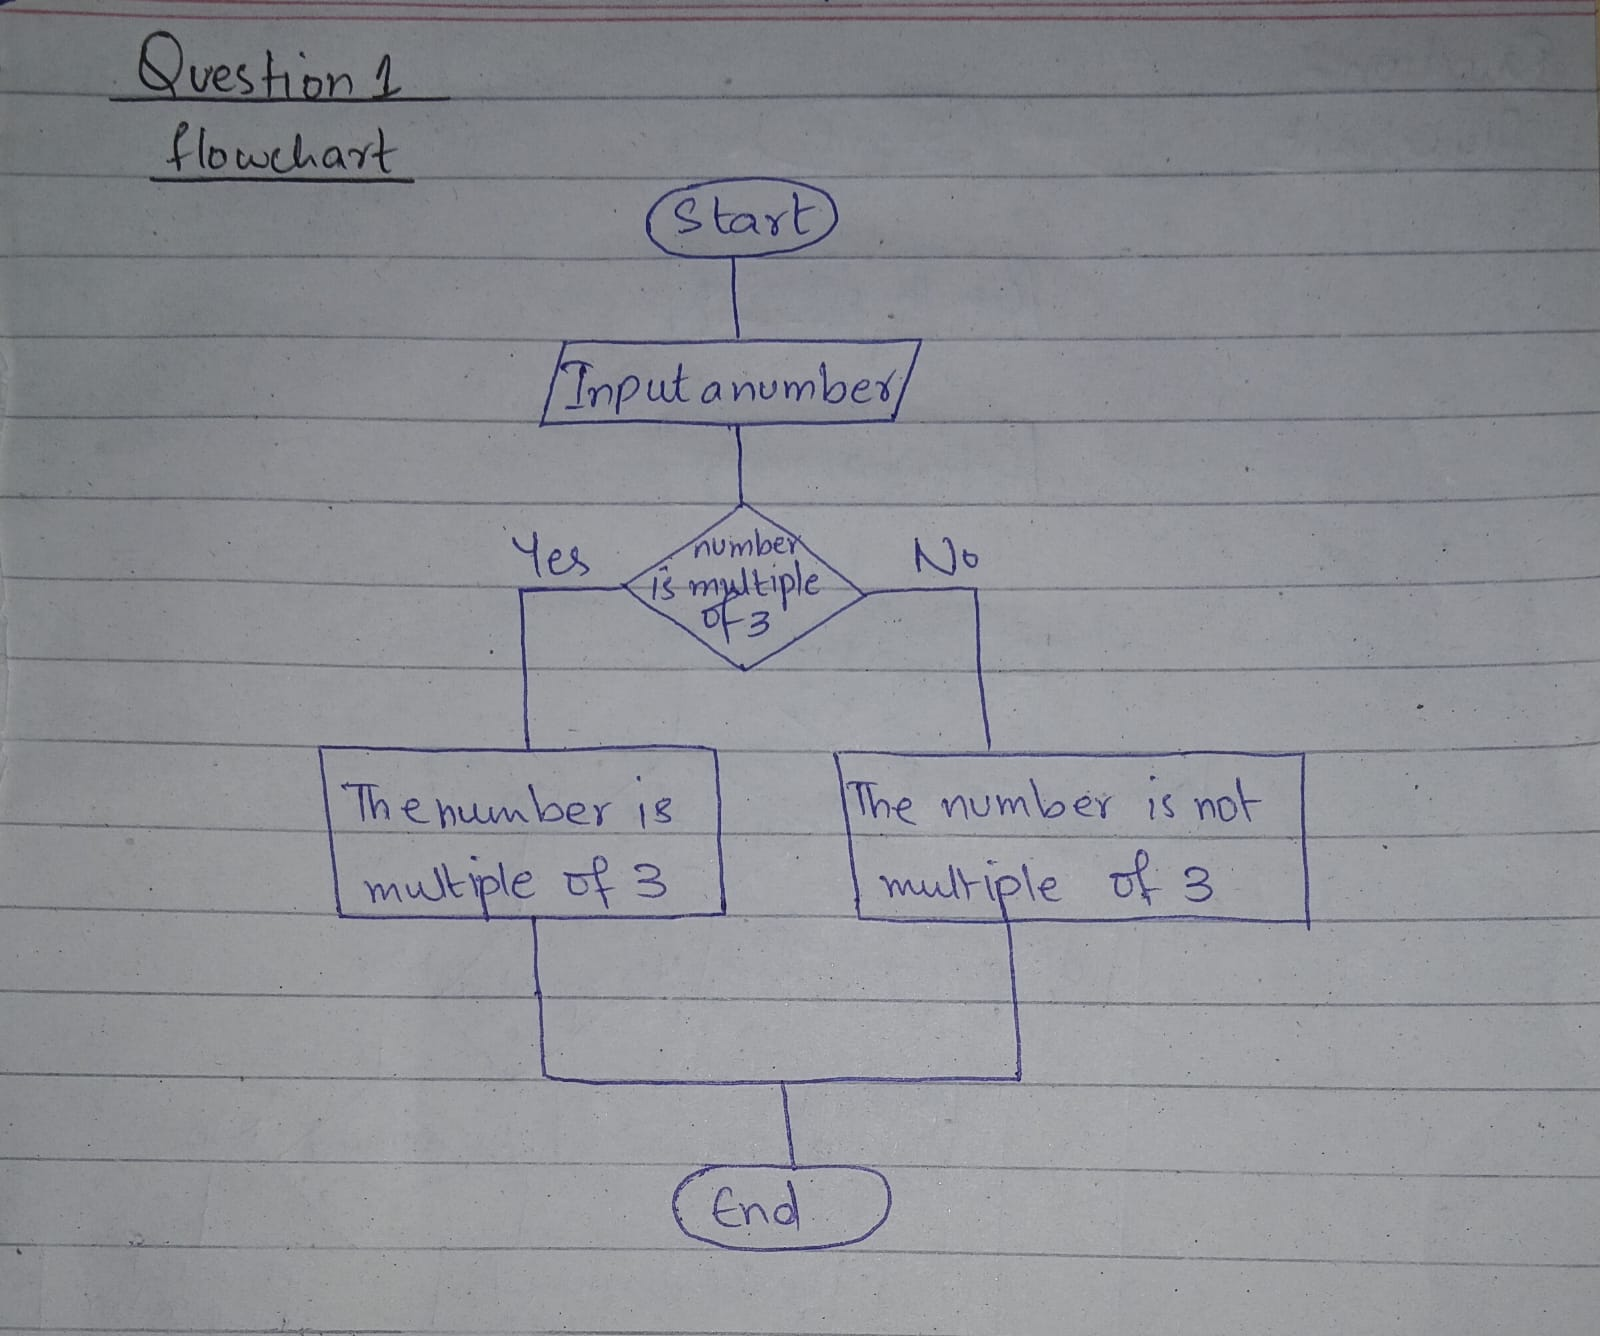 Question 1
flowchart
Start
Input a number
Yes
number
is multiple
of 3
No
The number is
multiple of 3
The number is not
multiple of 3
End